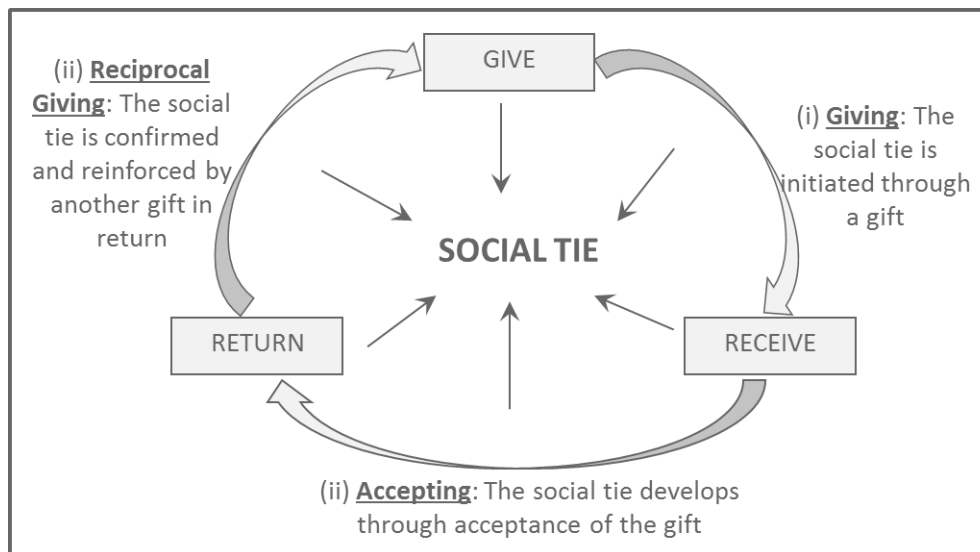 GIVE
(ii) Reciprocal
Giving: The social
tie is confirmed
and reinforced by
another gift in
return
(i) Giving: The
social tie is
initiated through
a gift
SOCIAL TIE
RETURN
RECEIVE
(ii) Accepting: The social tie develops
through acceptance of the gift